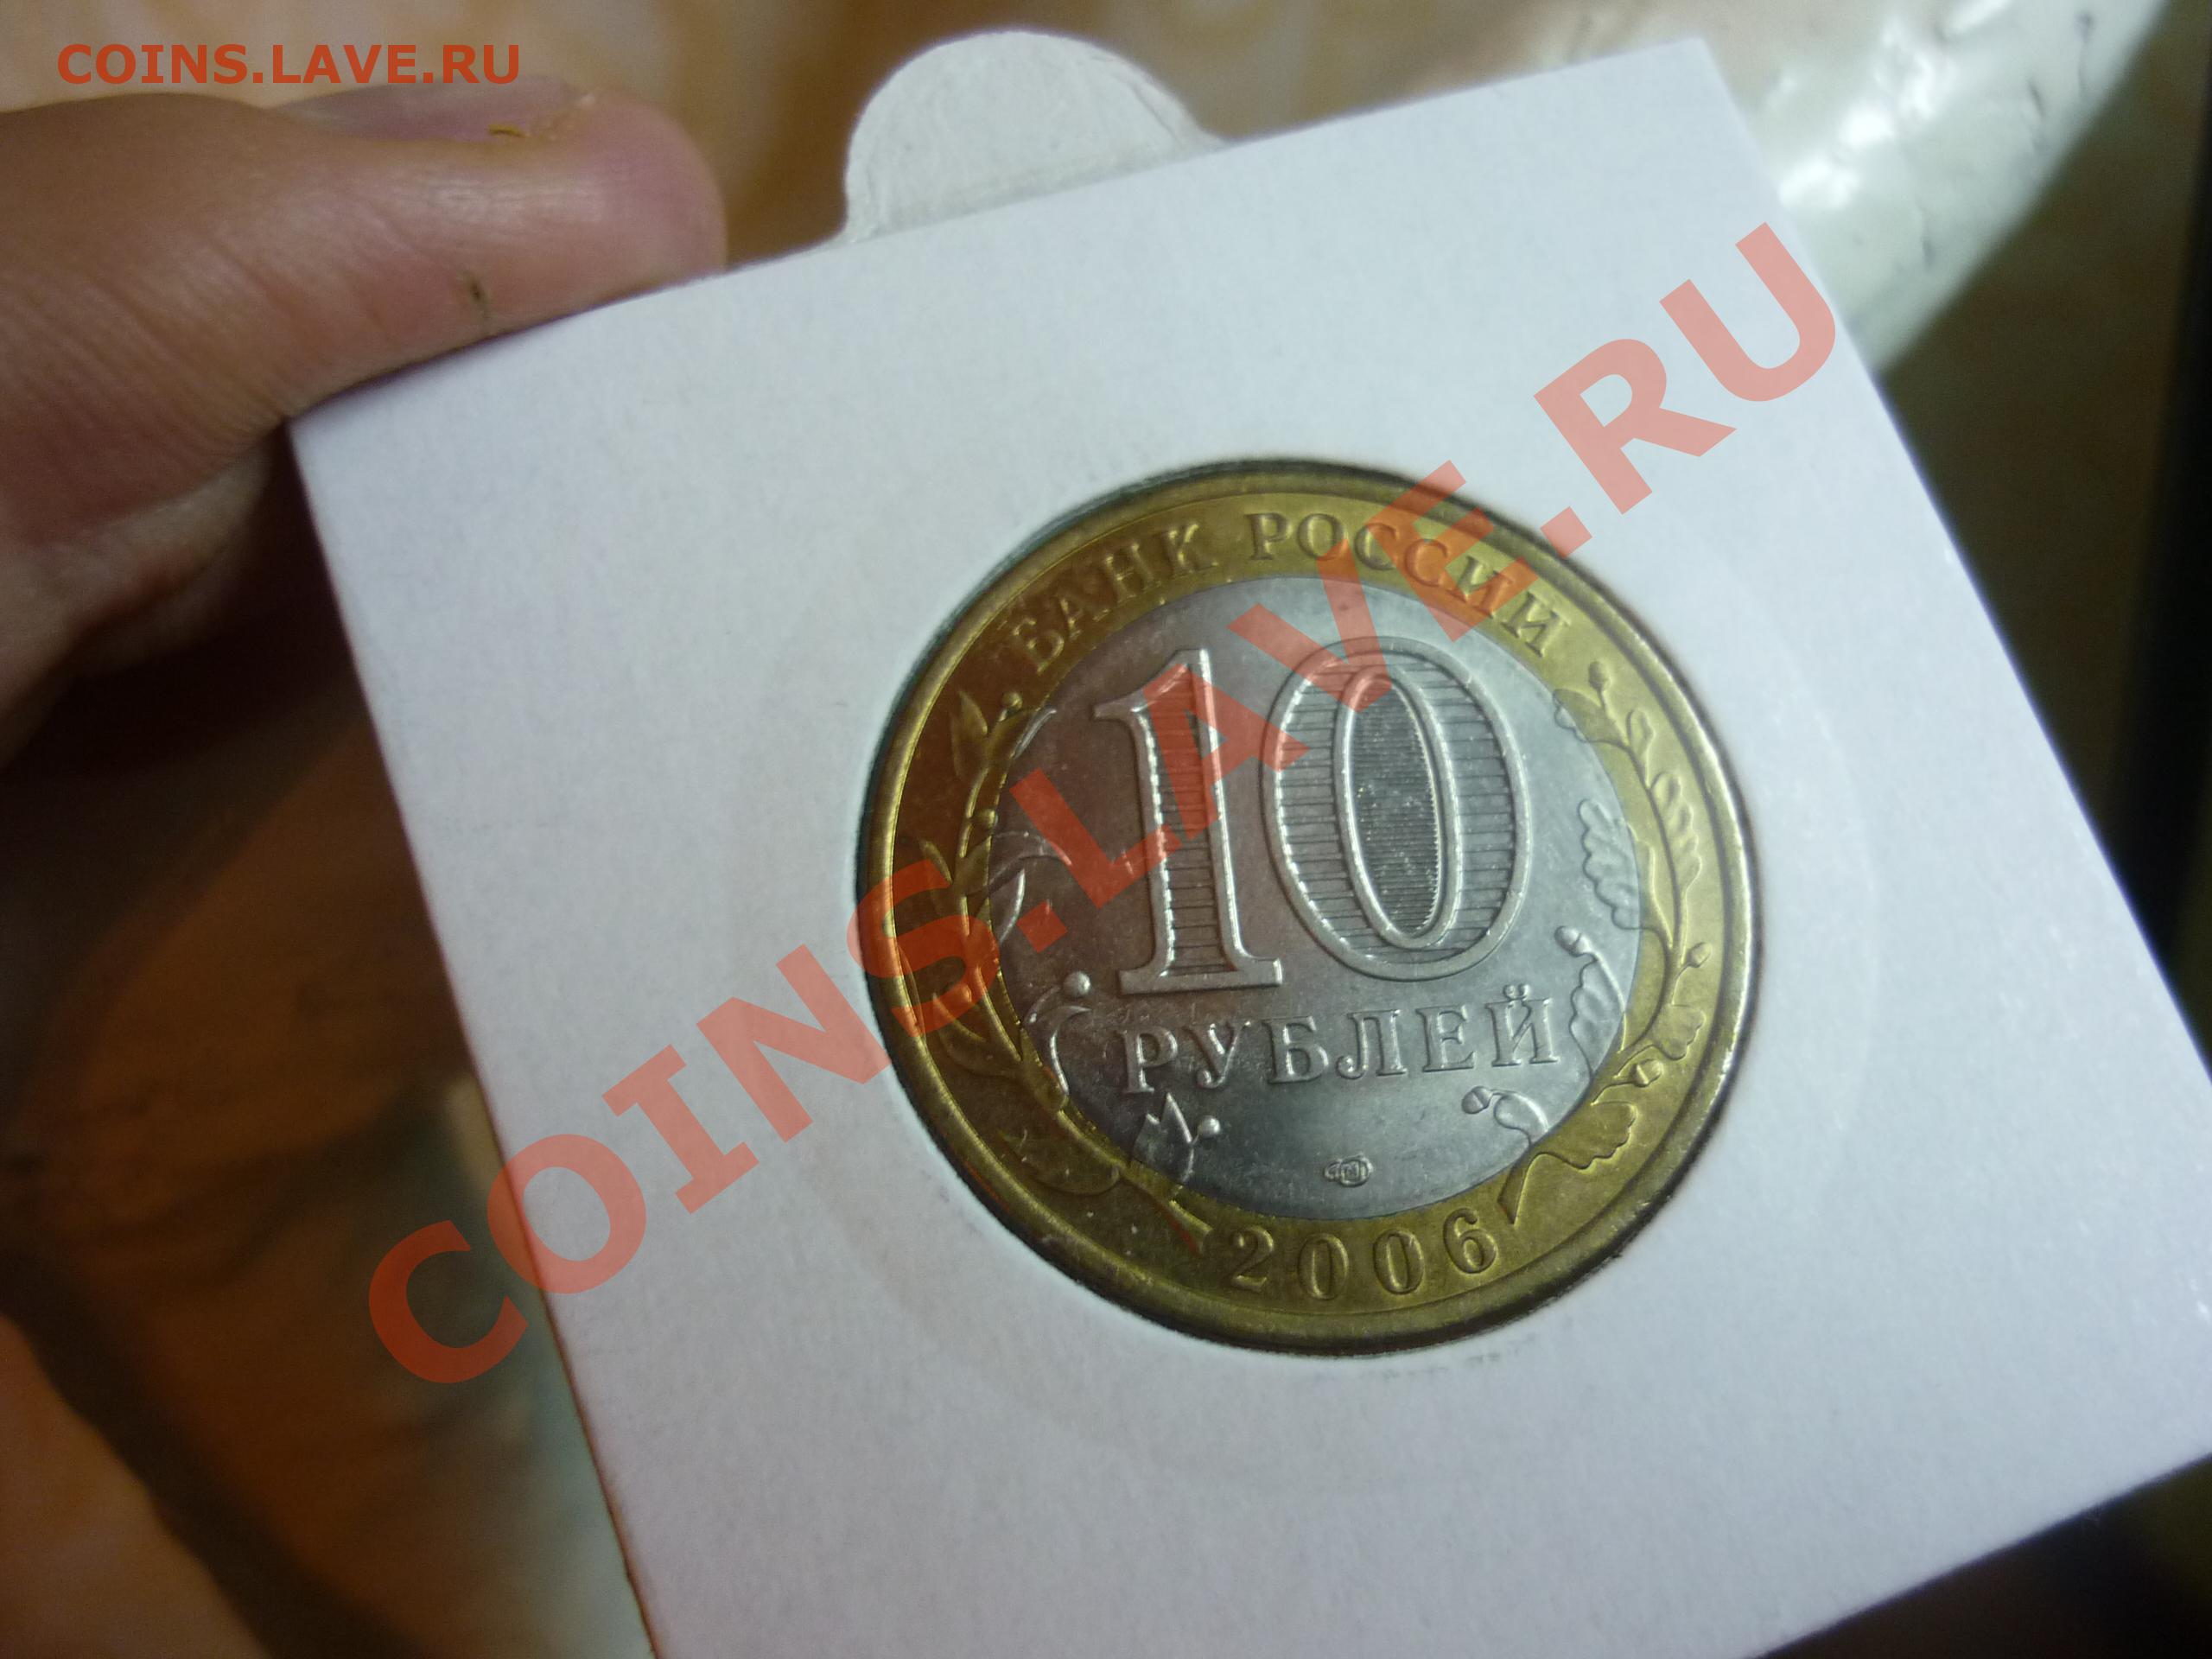 COINS.LAVE.RU
COINS.LAVE.RU
БАНК РОССИИ
10
РУБЛЕЙ
2006